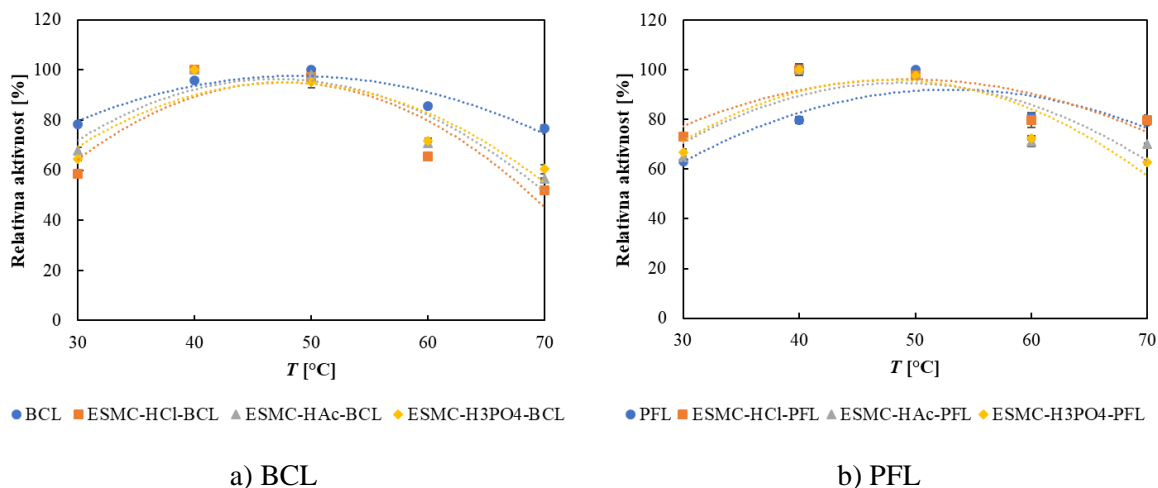 120
100
80
60
40
20
0
Relativna aktivnost [%]
30 40 50 60 70
T [°C]
BCL ESMC-HCl-BCL ESMC-HAc-BCL ESMC-H3PO4-BCL
a) BCL
120
100
80
60
40
20
0
Relativna aktivnost [%]
30 40 50 60 70
T [°C]
PFL ESMC-HCl-PFL ESMC-HAc-PFL ESMC-H3PO4-PFL
b) PFL